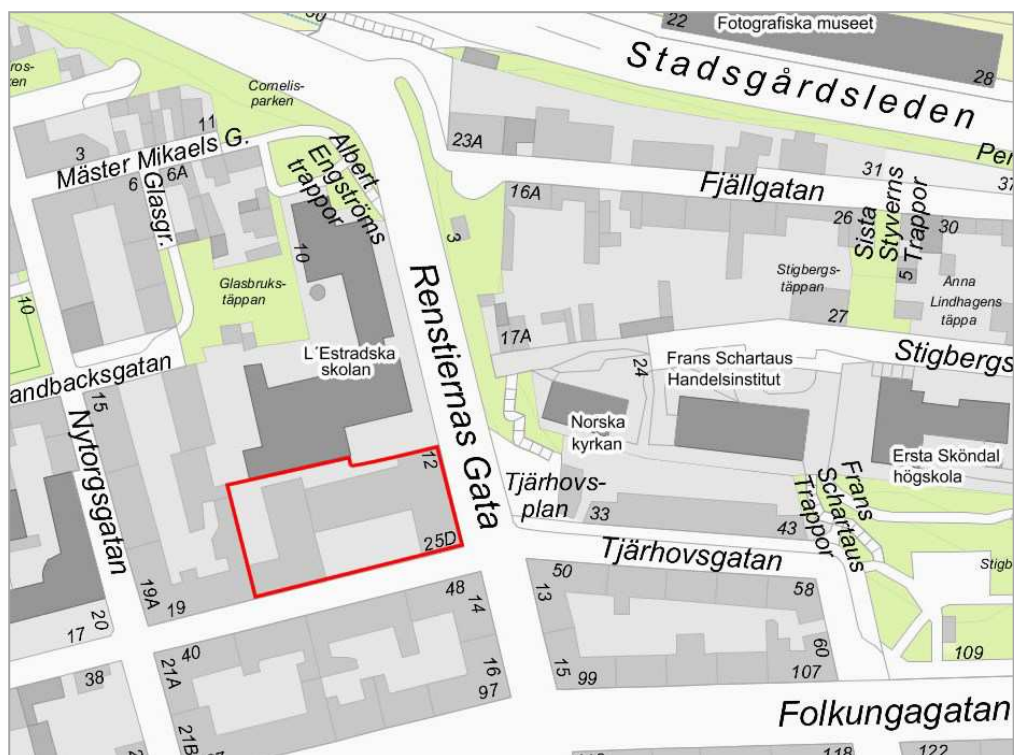 22
Fotografiska museet
28
Stadsgårdsleden
Cornelis-
parken
11
3
Mäster Mikaels G.
6
6A
Glasgr.
Albert
Engströms
trappor
23A
31
37
Fjällgatan
16A
26
Sista
Styverns
Trappor
30
3
10
Glasbruks-
täppan
Stigbergs-
täppan
5
Anna
Lindhagens
täppa
27
17A
10
L´Estradska
skolan
Renstiernas Gata
24
Frans Schartaus
Handelsinstitut
Stigbergs
andbacksgatan
15
Nytorgsgatan
Norska
kyrkan
Ersta Sköndal
högskola
12
Tjärhovs-
plan
Frans
Schartaus
Trappor
33
43
25D
Tjärhovsgatan
19A
19
20
17
48
14
50
13
58
Stigb
40
21A
38
16
97
15
99
60
107
109
21B
Folkungagatan
118
122